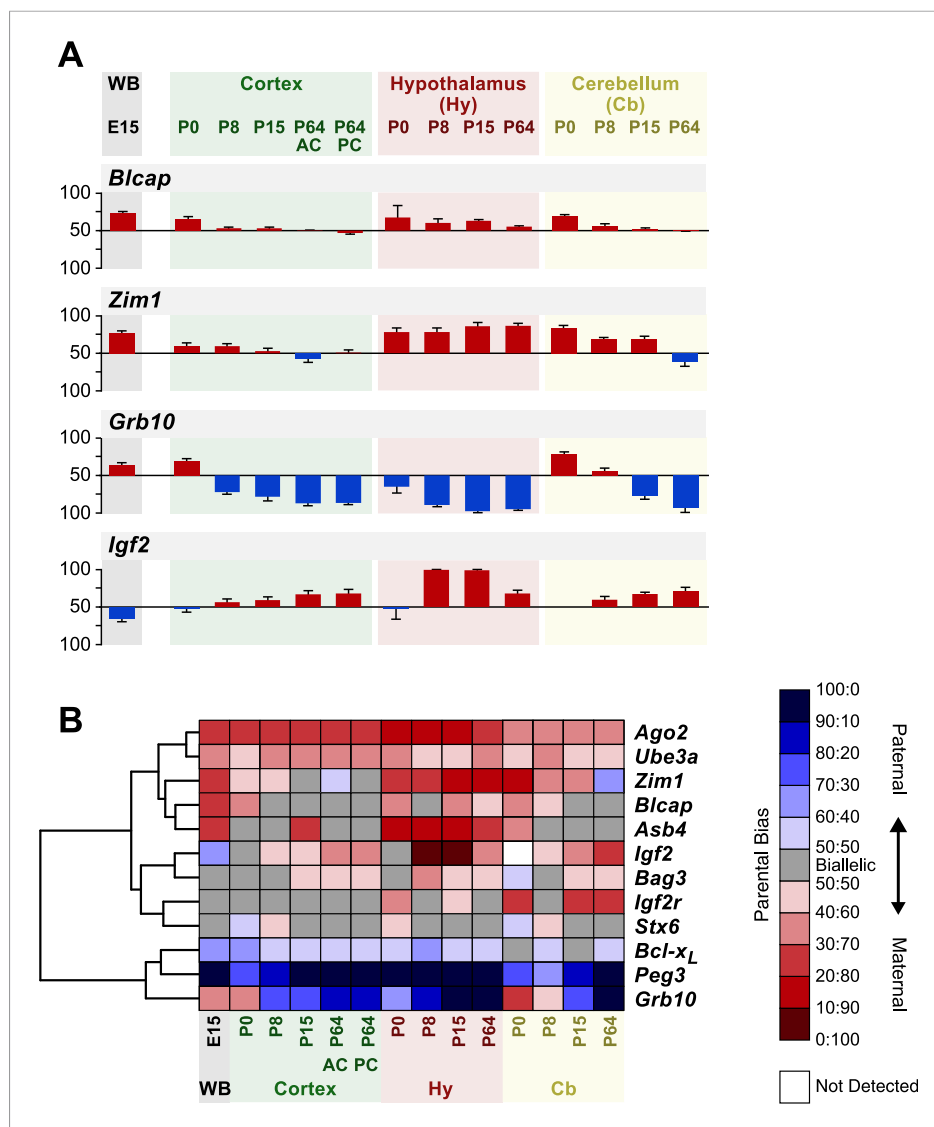 A
WB Cortex Hypothalamus (Hy) Cerebellum (Cb)
E15 P0 P8 P15 P64 AC P64 PC P0 P8 P15 P64 P0 P8 P15 P64
Blcap
100
50
100
Zim1
100
50
100
Grb10
100
50
100
Igf2
100
50
100
B
Ago2
Ube3a
Zim1
Blcap
Asb4
Igf2
Bag3
Igf2r
Stx6
Bcl-xL
Peg3
Grb10
E15 P0 P8 P15 P64 P64 P0 P8 P15 P64 P0 P8 P15 P64
AC PC
WB Cortex Hy Cb
Parental Bias
100:0
90:10
80:20
70:30
60:40
50:50
Biallelic
50:50
40:60
30:70
20:80
10:90
0:100
Paternal
Maternal
Not Detected